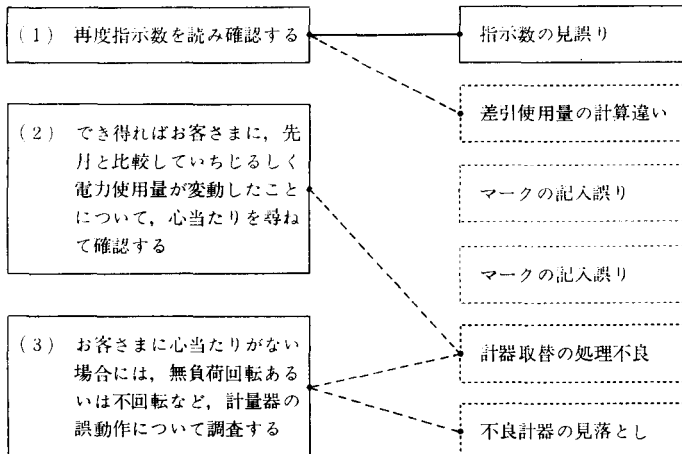 (1) 再度指示数を読み確認する
指示数の見誤り
差引使用量の計算違い
(2) でき得ればお客さまに，先
月と比較していちじるしく
電力使用量が変動したこと
について，心当たりを尋ね
て確認する
マークの記入誤り
マークの記入誤り
計器取替の処理不良
(3) お客さまに心当たりがない
場合には，無負荷回転ある
いは不回転など，計量器の
誤動作について調査する
不良計器の見落とし